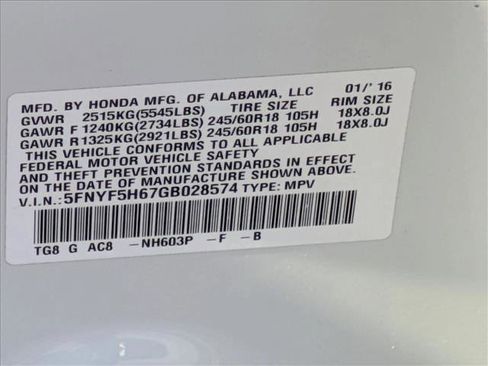 MFD. BY HONDA MFG. OF ALABAMA, LLC 01/'16
GVWR 2515KG(5545LBS) TIRE SIZE RIM SIZE
GAWR F 1240KG(2734LBS) 245/60R18 105H 18X8.0J
GAWR R1325KG(2921LBS) 245/60R18 105H 18X8.0J
THIS VEHICLE CONFORMS TO ALL APPLICABLE
FEDERAL MOTOR VEHICLE SAFETY, BUMPER,
AND THEFT PREVENTION STANDARDS IN EFFECT
ON THE DATE OF MANUFACTURE SHOWN ABOVE.
V.I.N.: 5FNYF5H67GB028574 TYPE: MPV
TG8 G AC8 -NH603P -F -B